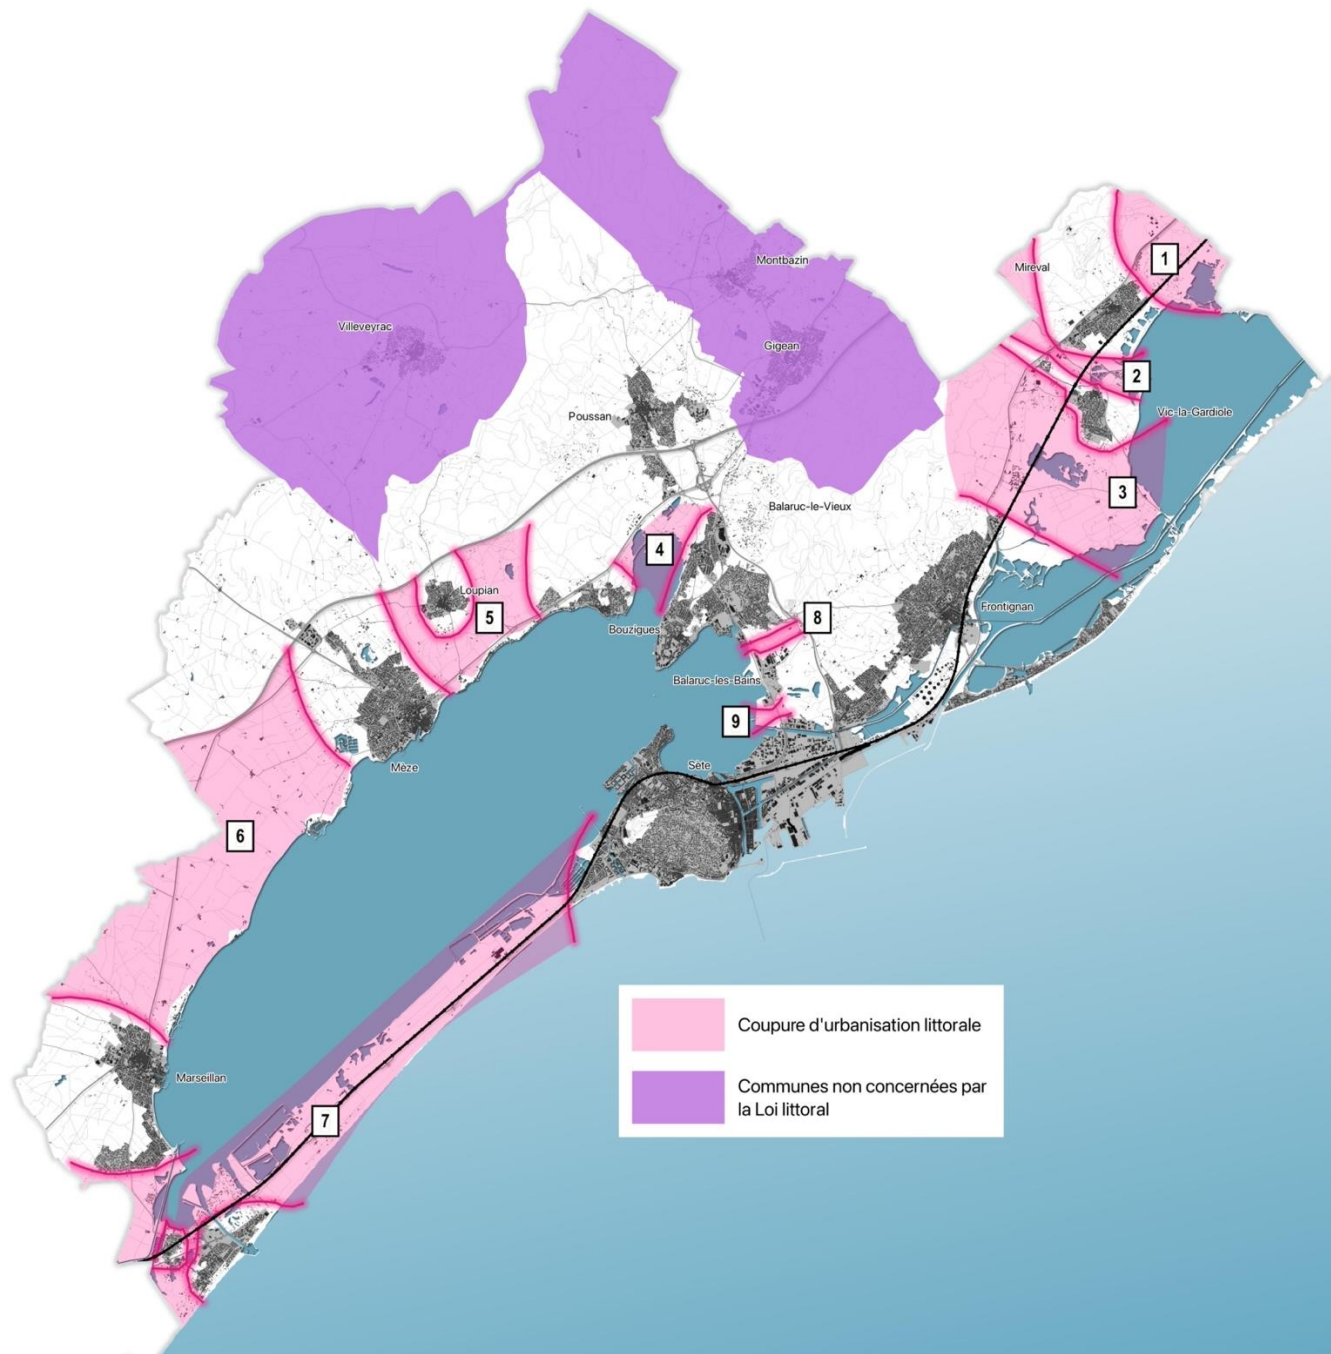 Montbazin
1
Mireval
Villeveyrac
Gigean
2
Poussan
Vic-la-Gardiole
3
Balaruc-le-Vieux
4
Loupian
5
Frontignan
8
Bouzigues
Balaruc-les-Bains
9
Mèze
Sète
6
Coupure d'urbanisation littorale
Marseillan
Communes non concernées par
la Loi littoral
7